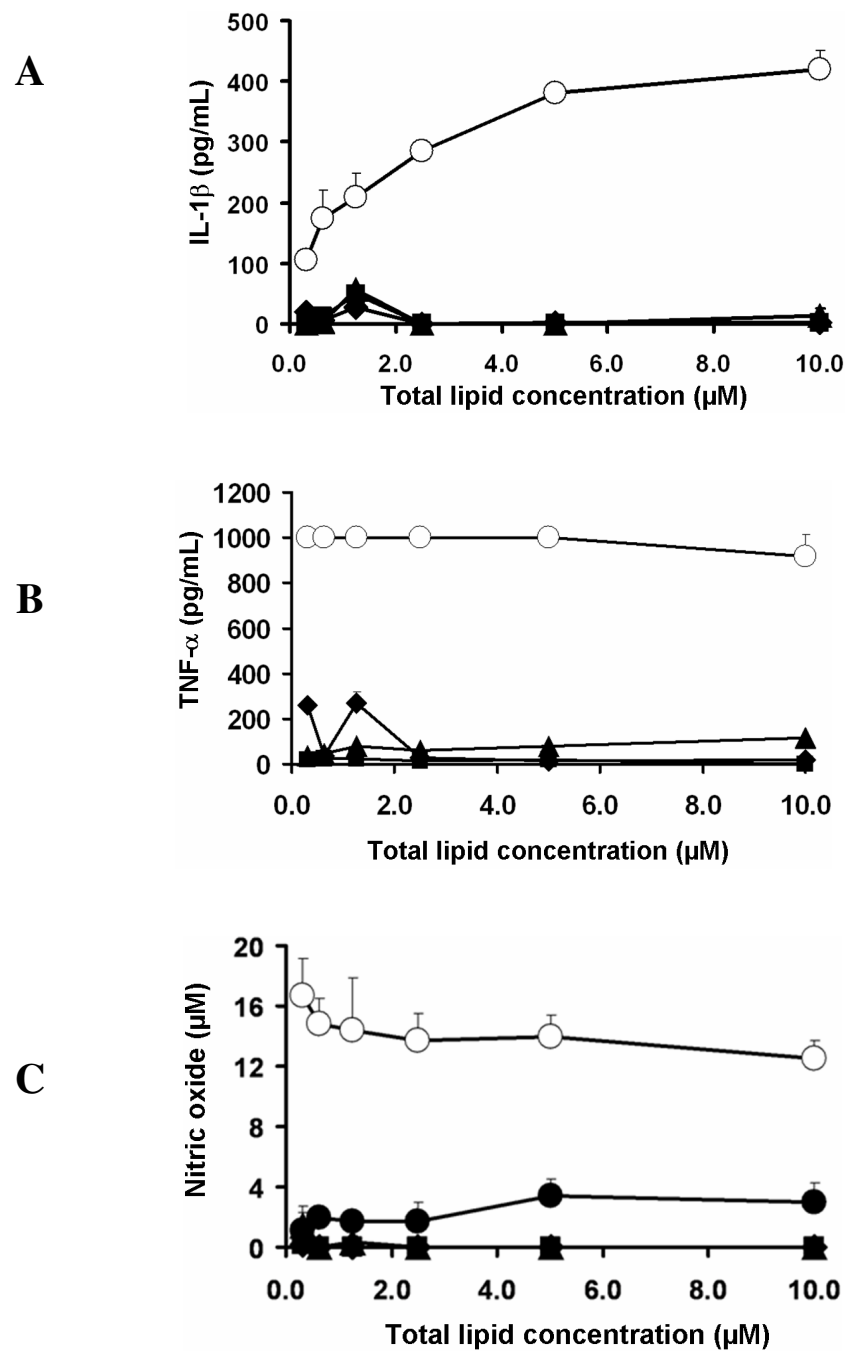 A
IL-1β (pg/mL)
500
400
300
200
100
0
0.0 2.0 4.0 6.0 8.0 10.0
Total lipid concentration (µM)
B
TNF-α (pg/mL)
1200
1000
800
600
400
200
0
0.0 2.0 4.0 6.0 8.0 10.0
Total lipid concentration (µM)
C
Nitric oxide (µM)
20
16
12
8
4
0
0.0 2.0 4.0 6.0 8.0 10.0
Total lipid concentration (µM)